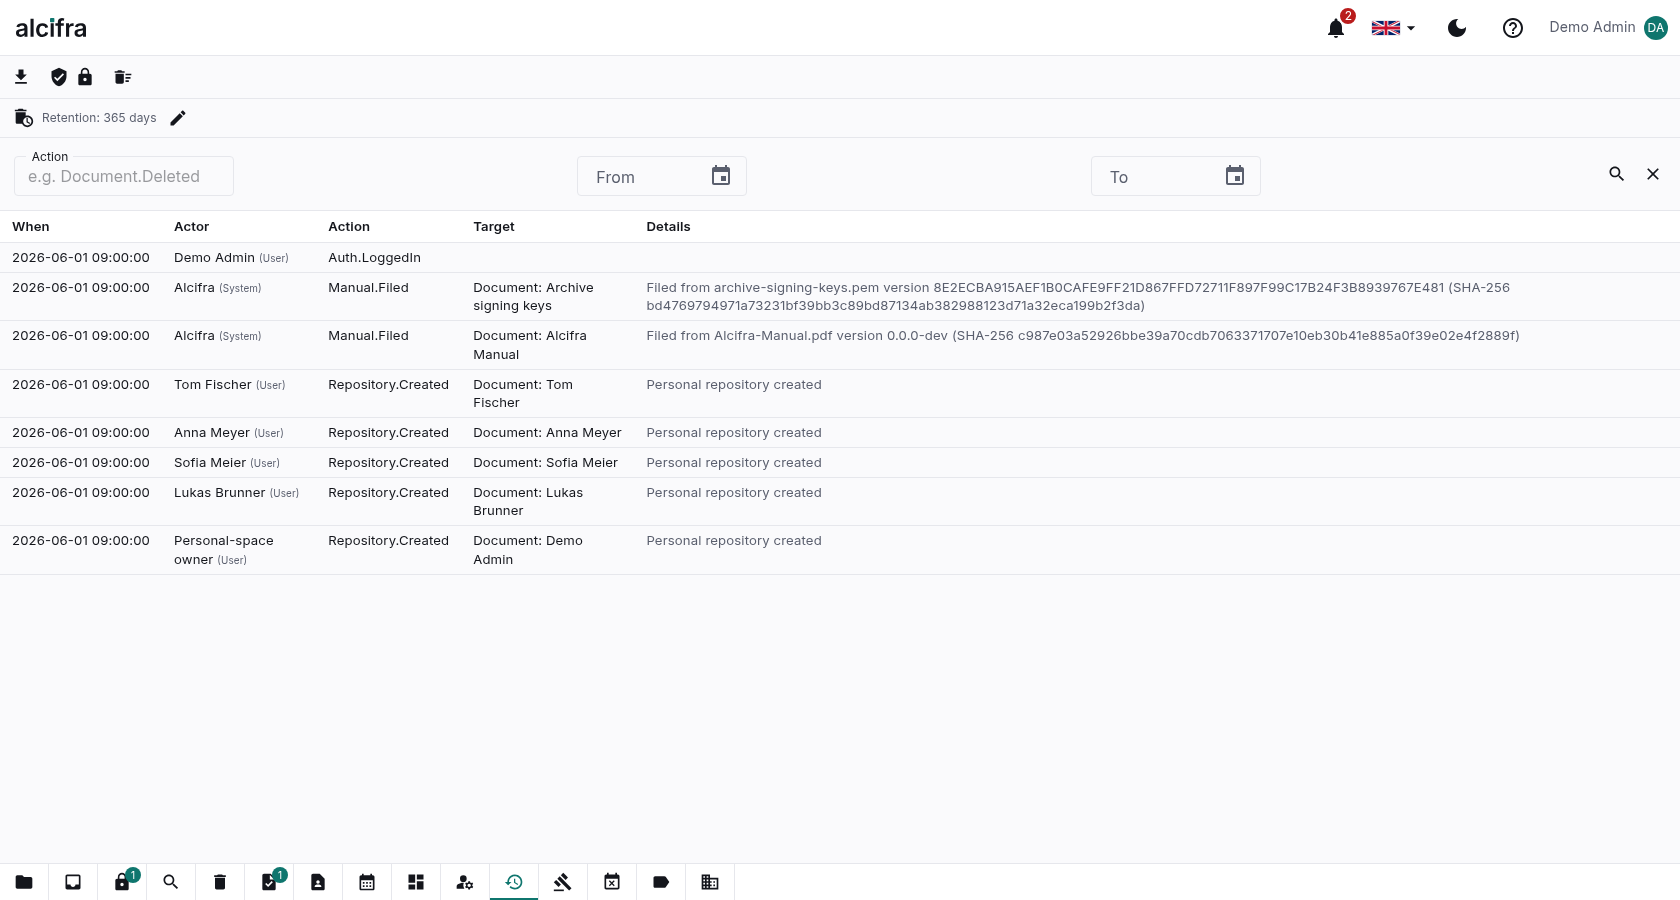 alcifra
2
Demo Admin DA
Retention: 365 days
Action
e.g. Document.Deleted
From
To
When Actor Action Target Details
2026-06-01 09:00:00 Demo Admin (User) Auth.LoggedIn
2026-06-01 09:00:00 Alcifra (System) Manual.Filed Document: Archive Filed from archive-signing-keys.pem version 8E2ECBA915AEF1B0CAFE9FF21D867FFD72711F897F99C17B24F3B8939767E481 (SHA-256
signing keys bd4769794971a73231bf39bb3c89bd87134ab382988123d71a32eca199b2f3da)
2026-06-01 09:00:00 Alcifra (System) Manual.Filed Document: Alcifra Filed from Alcifra-Manual.pdf version 0.0.0-dev (SHA-256 c987e03a52926bbe39a70cdb7063371707e10eb30b41e885a0f39e02e4f2889f)
Manual
2026-06-01 09:00:00 Tom Fischer (User) Repository.Created Document: Tom Personal repository created
Fischer
2026-06-01 09:00:00 Anna Meyer (User) Repository.Created Document: Anna Meyer Personal repository created
2026-06-01 09:00:00 Sofia Meier (User) Repository.Created Document: Sofia Meier Personal repository created
2026-06-01 09:00:00 Lukas Brunner (User) Repository.Created Document: Lukas Personal repository created
Brunner
2026-06-01 09:00:00 Personal-space Repository.Created Document: Demo Personal repository created
owner (User) Admin
1
1